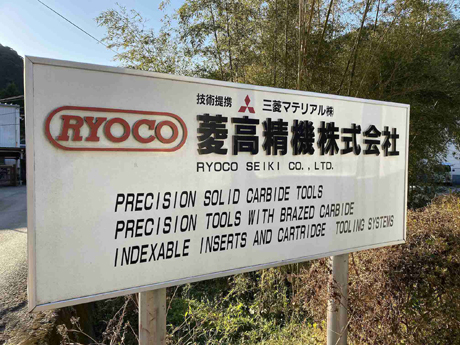 技術提携 三菱マテリアル㈱
RYOCO 菱高精機株式会社
RYOCO SEIKI CO.,LTD.
PRECISION SOLID CARBIDE TOOLS
PRECISION TOOLS WITH BRAZED CARBIDE
INDEXABLE INSERTS AND CARTRIDGE TOOLING SYSTEMS